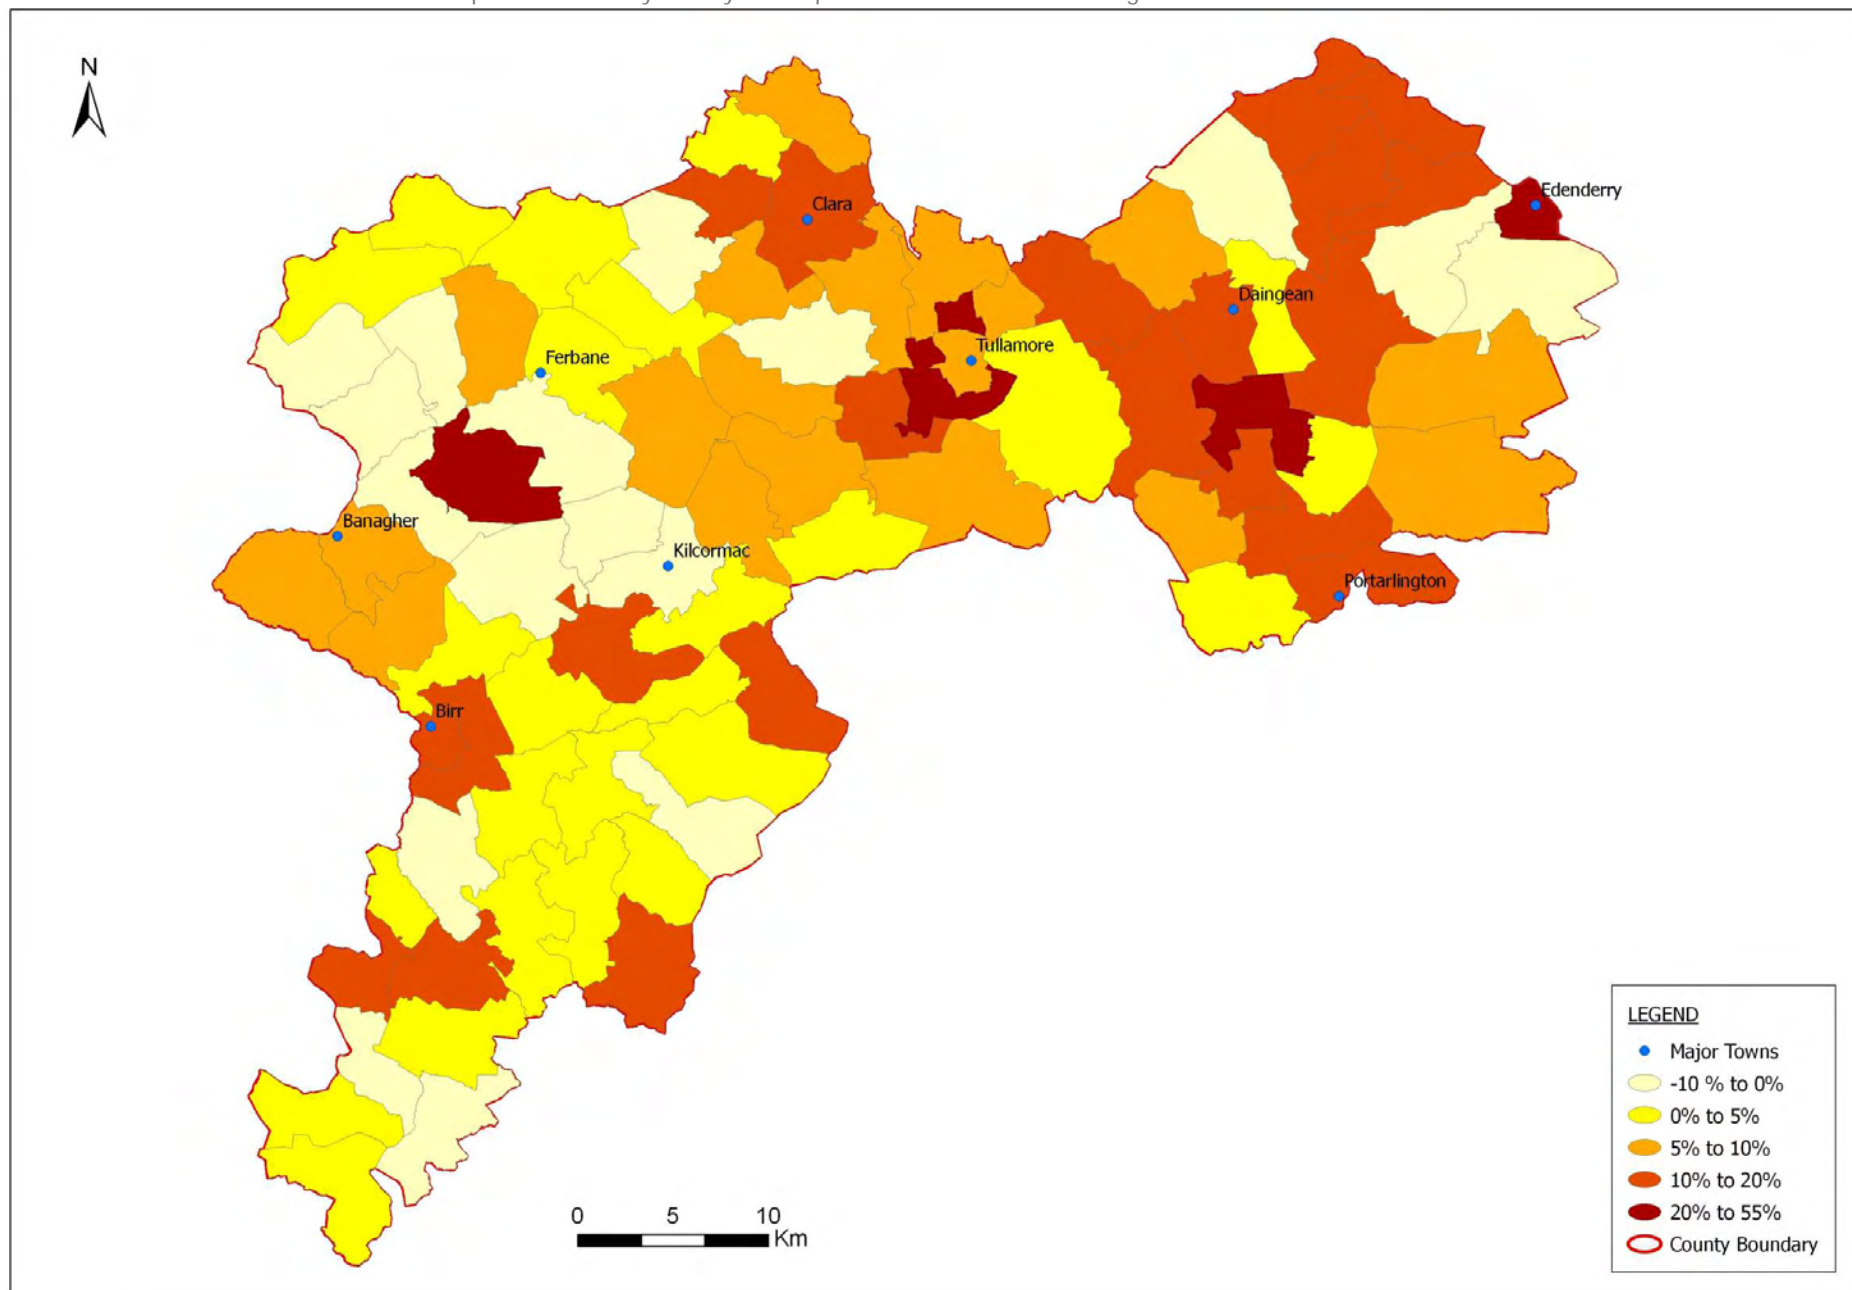 N
Edenderry
Clara
Daingean
Tullamore
Ferbane
Banagher
Kilcormac
Portarlington
Birr
LEGEND
Major Towns
-10 % to 0%
0% to 5%
5% to 10%
10% to 20%
20% to 55%
County Boundary
0 5 10
Km